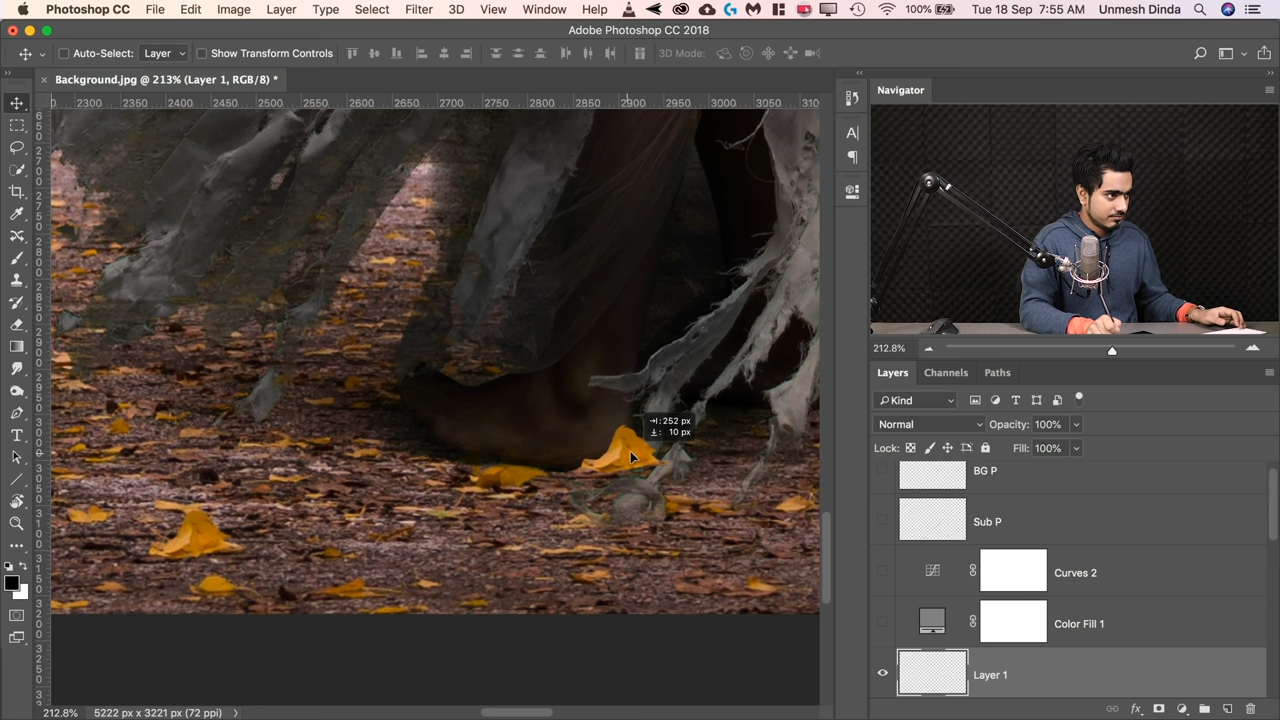 Photoshop CC File Edit Image Layer Type Select Filter 3D View Window Help 100% Tue 18 Sep 7:55 AM Unmesh Dinda
Adobe Photoshop CC 2018
Auto-Select: Layer Show Transform Controls 3D Mode:
Background.jpg @ 213% (Layer 1, RGB/8) *
2300 2350 2400 2450 2500 2550 2600 2650 2700 2750 2800 2850 2900 2950 3000 3050
Navigator
212.8%
Layers Channels Paths
Kind
Normal Opacity: 100%
Lock: Fill: 100%
BG P
Sub P
Curves 2
Color Fill 1
Layer 1
: 252 px
: 10 px
212.8% 5222 px x 3221 px (72 ppi)